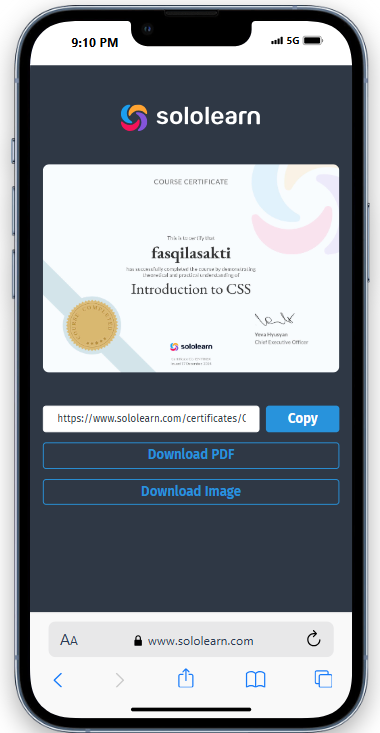 9:10 PM
5G
sololearn
COURSE CERTIFICATE
This is to certify that
fasqilasakti
has successfully completed the course by demonstrating
theoretical and practical understanding of
Introduction to CSS
COURSE COMPLETED
Yeva Hyusyan
Chief Executive Officer
sololearn
https://www.sololearn.com/certificates/C
Copy
Download PDF
Download Image
AA
www.sololearn.com